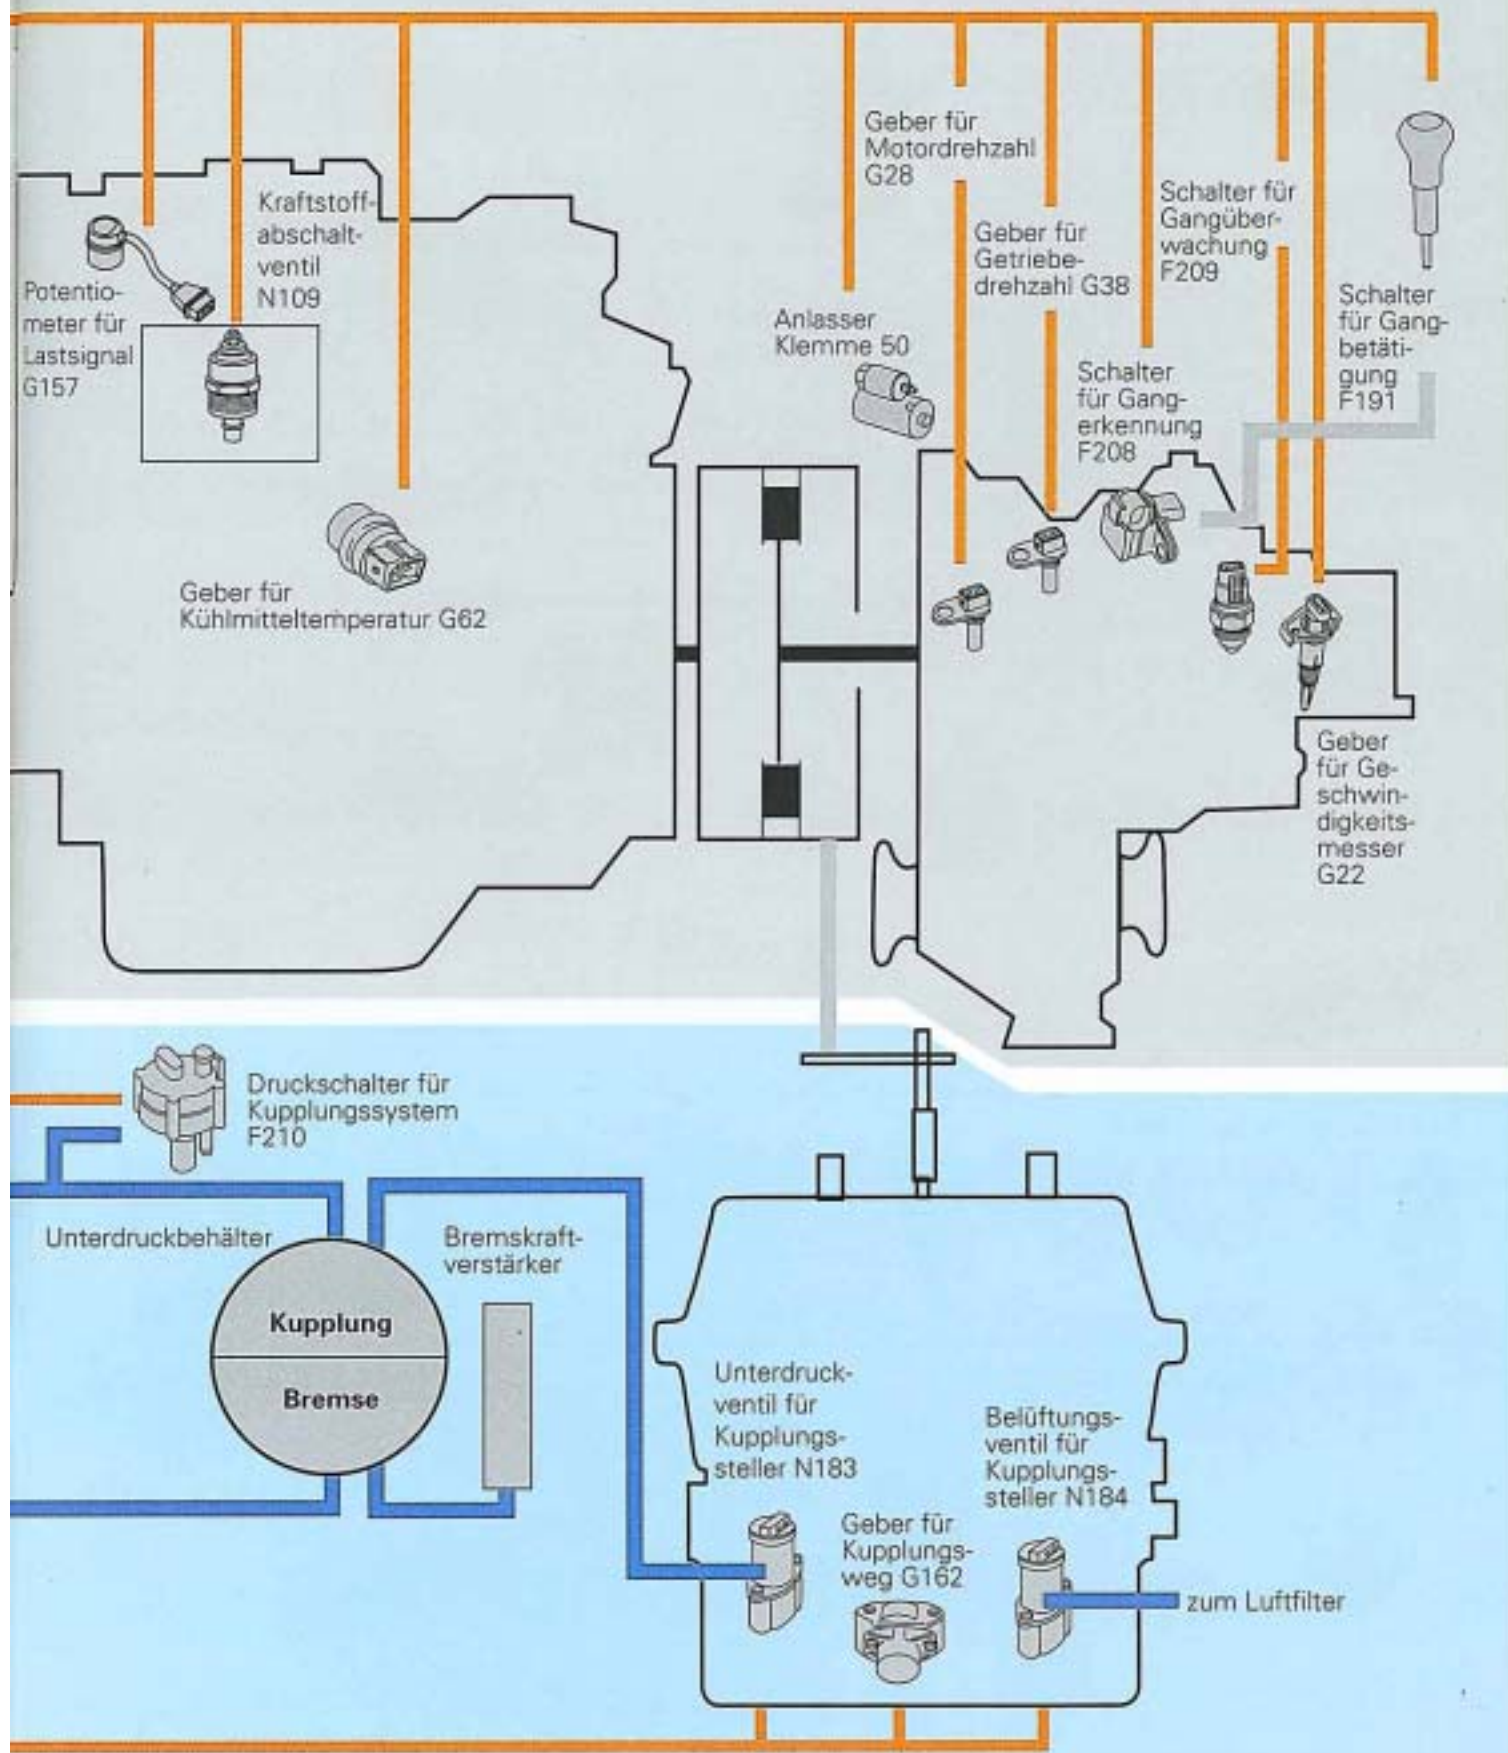 Geber für
Motordrehzahl
G28
Kraftstoff-
abschalt-
ventil
N109
Potentio-
meter für
Lastsignal
G157
Schalter für
Gangüber-
wachung
F209
Geber für
Getriebe-
drehzahl G38
Schalter
für Gang-
betäti-
gung
F191
Anlasser
Klemme 50
Schalter
für Gang-
erkennung
F208
Geber für
Kühlmitteltemperatur G62
Geber
für Ge-
schwin-
digkeits-
messer
G22
Druckschalter für
Kupplungssystem
F210
Unterdruckbehälter
Bremskraft-
verstärker
Kupplung
Bremse
Unterdruck-
ventil für
Kupplungs-
steller N183
Belüftungs-
ventil für
Kupplungs-
steller N184
Geber für
Kupplungs-
weg G162
zum Luftfilter